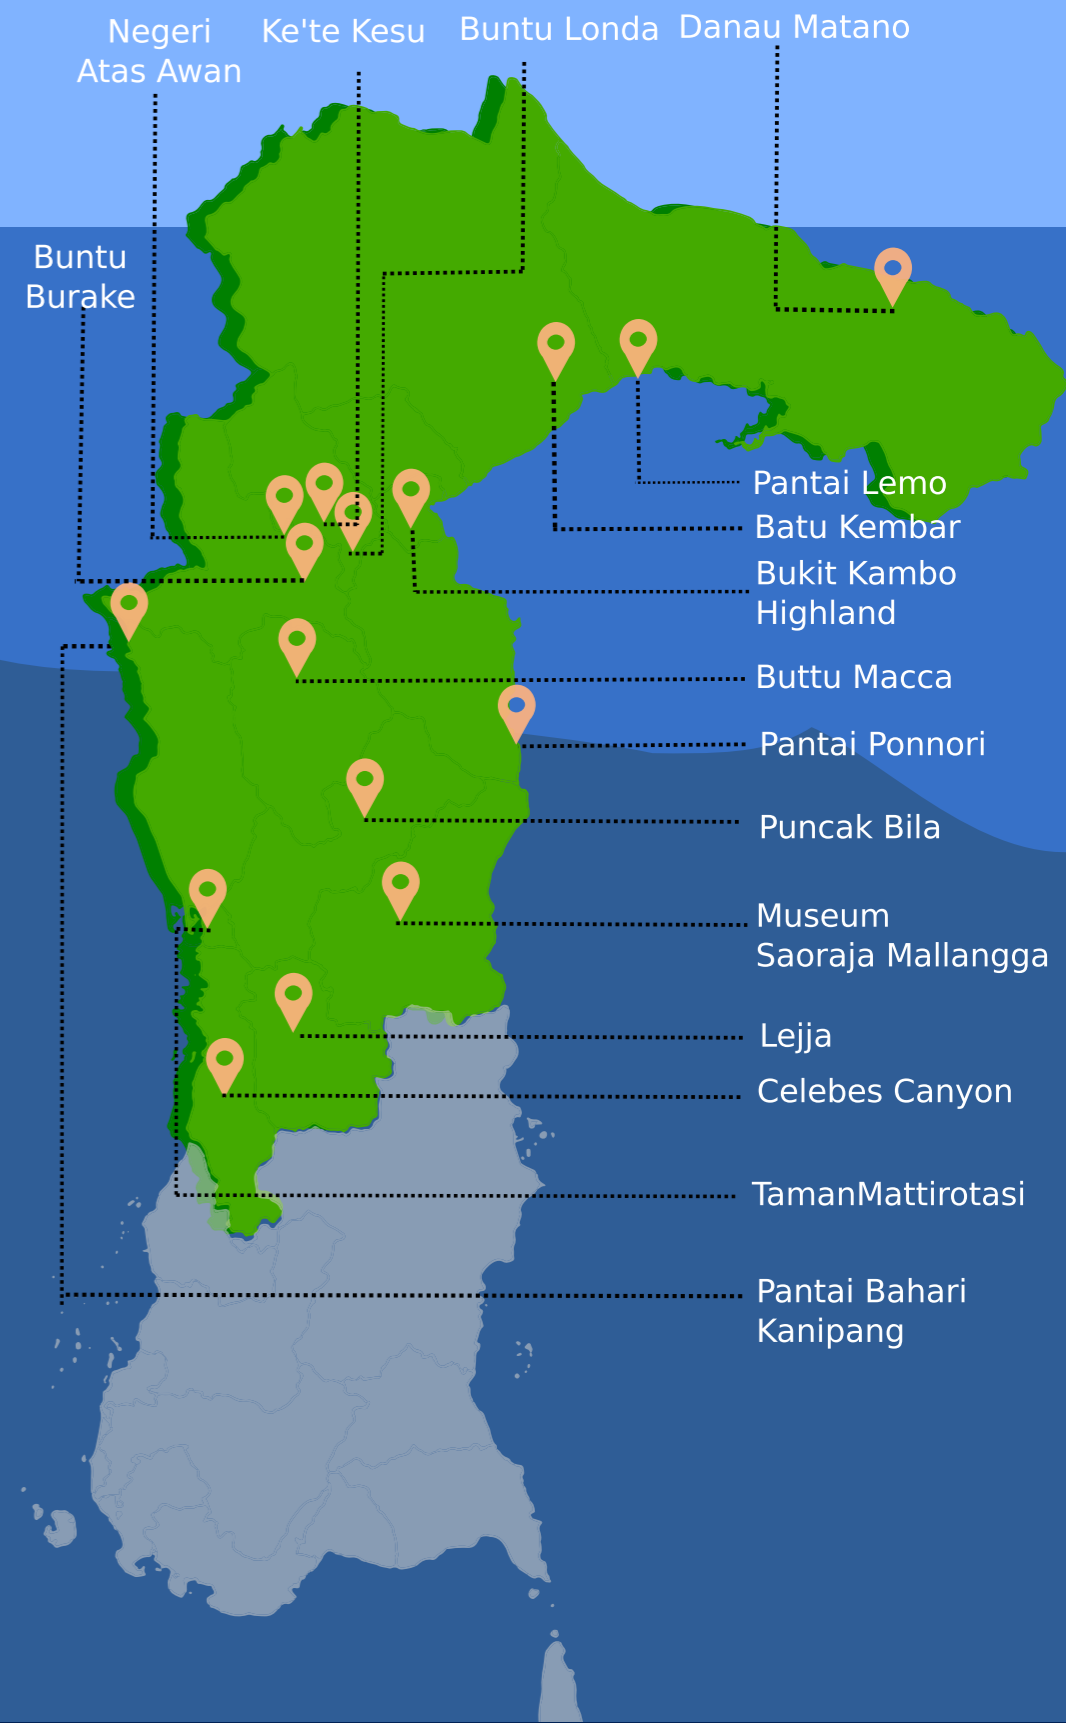 Negeri
Atas Awan
Ke'te Kesu
Buntu Londa
Danau Matano
Buntu
Burake
Pantai Lemo
Batu Kembar
Bukit Kambo
Highland
Buttu Macca
Pantai Ponnori
Puncak Bila
Museum
Saoraja Mallangga
Lejja
Celebes Canyon
TamanMattirotasi
Pantai Bahari
Kanipang